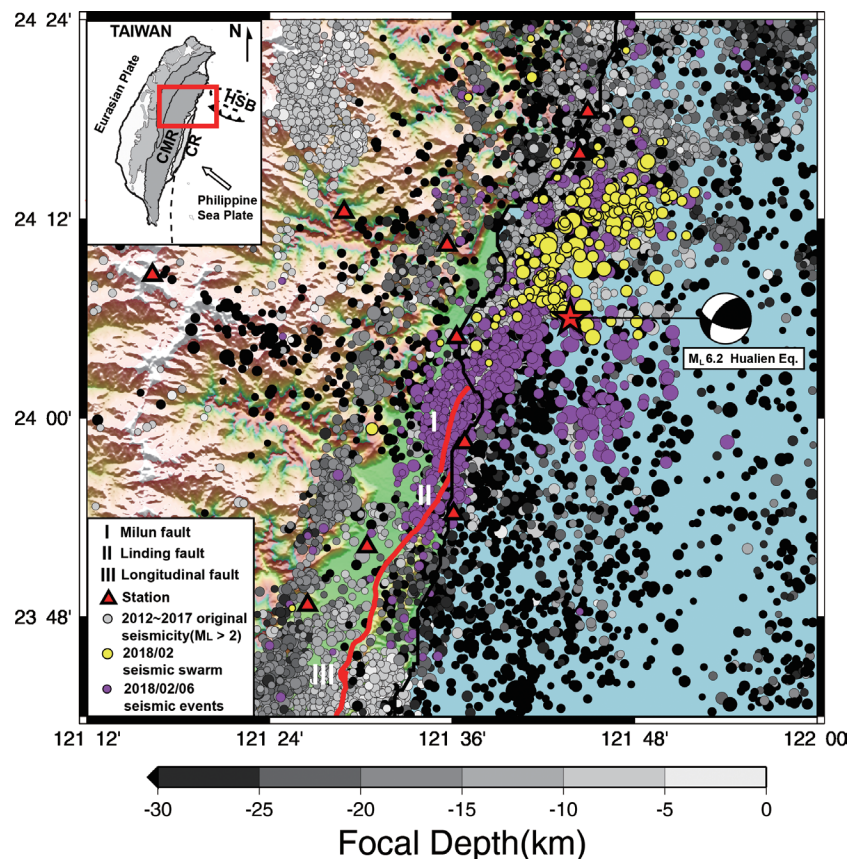 24 24'
24 12'
24 00'
23 48'
TAIWAN
N
Eurasian Plate
HSB
CMR
CR
Philippine
Sea Plate
ML 6.2 Hualien Eq.
I
II
III
I Milun fault
II Linding fault
III Longitudinal fault
Station
2012~2017 original
seismicity(ML > 2)
2018/02
seismic swarm
2018/02/06
seismic events
121 12' 121 24' 121 36' 121 48' 122 00'
-30 -25 -20 -15 -10 -5 0
Focal Depth(km)